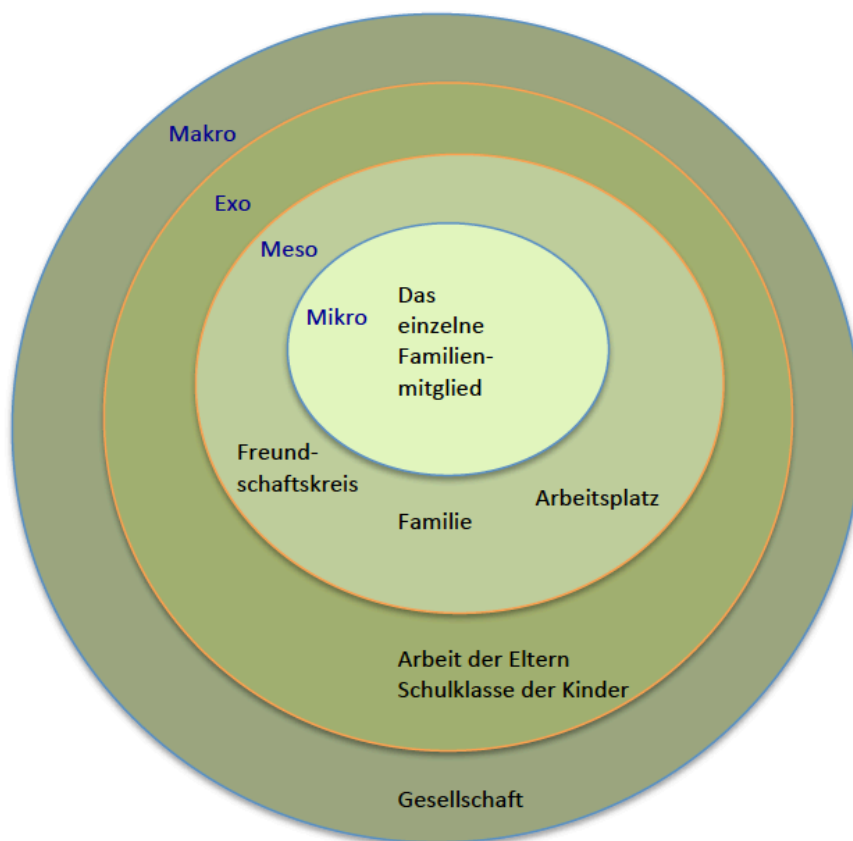 Makro
Exo
Meso
Mikro
Das
einzelne
Familien-
mitglied
Freund-
schaftskreis
Familie
Arbeitsplatz
Arbeit der Eltern
Schulklasse der Kinder
Gesellschaft